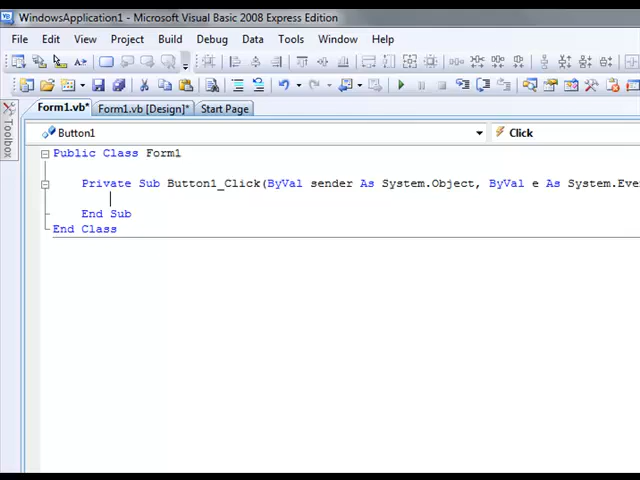 WindowsApplication1 - Microsoft Visual Basic 2008 Express Edition
File Edit View Project Build Debug Data Tools Window Help
Form1.vb* Form1.vb [Design]* Start Page
Toolbox
Button1 Click
Public Class Form1
Private Sub Button1_Click(ByVal sender As System.Object, ByVal e As System.Eve
End Sub
End Class